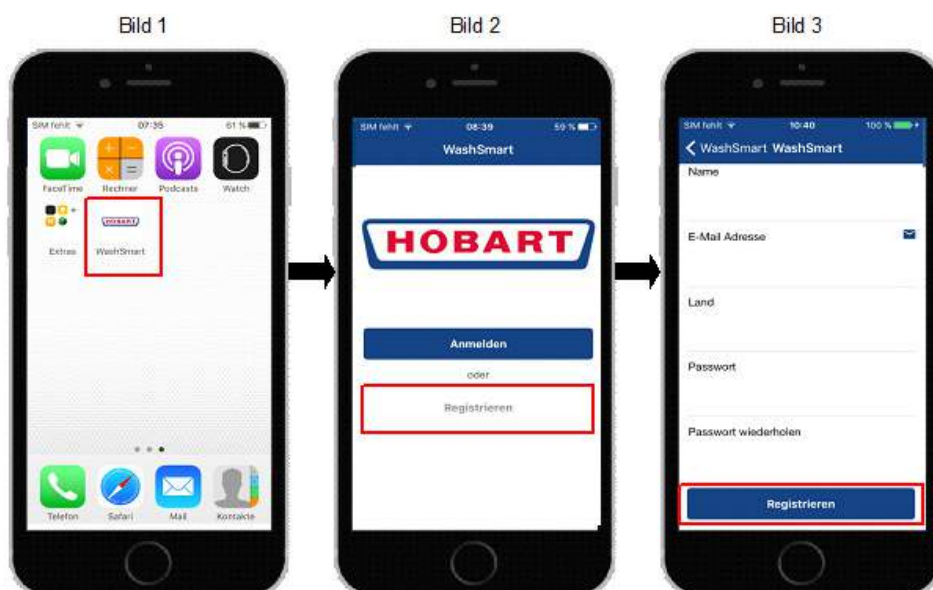 Bild 1
Bild 2
Bild 3
SIM fehlt
07:35
61 %
FaceTime
Rechner
Podcasts
Watch
Extras
HOBART
WashSmart
Telefon
Safari
Mail
Kontakte
SIM fehlt
08:39
59 %
WashSmart
HOBART
Anmelden
oder
Registrieren
SIM fehlt
10:40
100 %
WashSmart WashSmart
Name
E-Mail Adresse
Land
Passwort
Passwort wiederholen
Registrieren